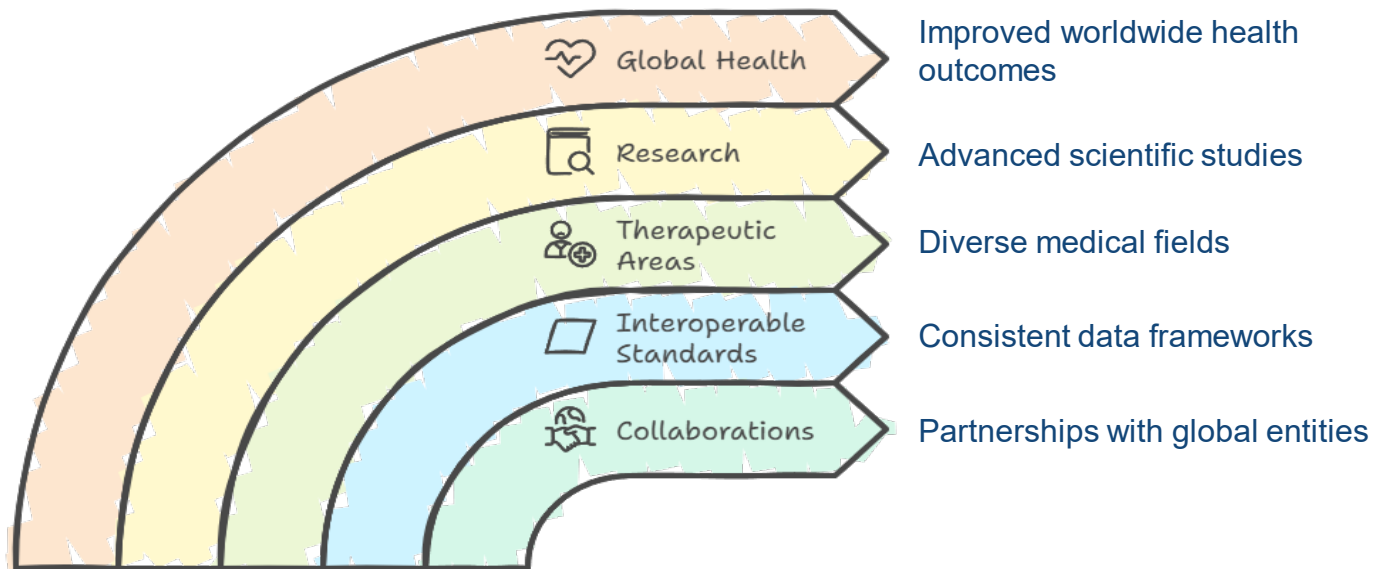 Global Health
Improved worldwide health
outcomes
Research
Advanced scientific studies
Therapeutic
Areas
Diverse medical fields
Interoperable
Standards
Consistent data frameworks
Collaborations
Partnerships with global entities